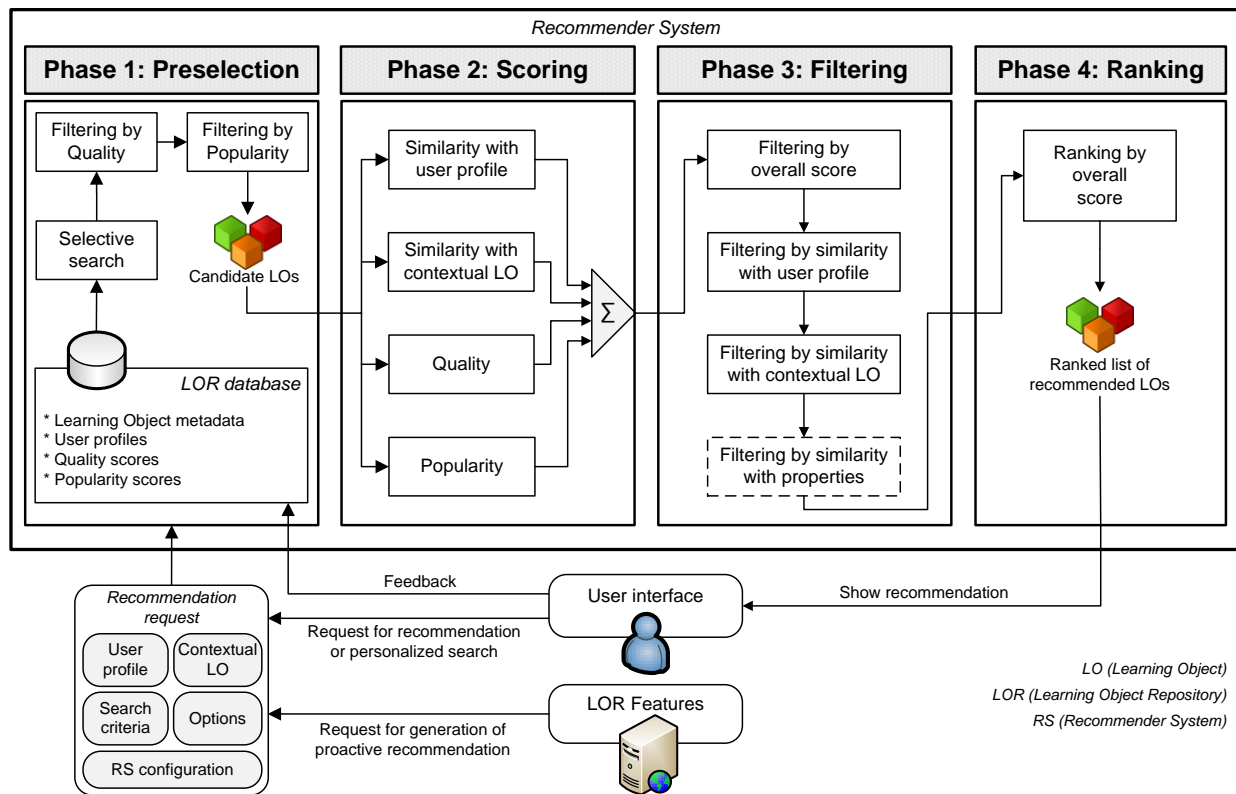 Recommender System
Phase 1: Preselection
Filtering by
Quality
Filtering by
Popularity
Selective
search
Candidate LOs
LOR database
* Learning Object metadata
* User profiles
* Quality scores
* Popularity scores
Phase 2: Scoring
Similarity with
user profile
Similarity with
contextual LO
Quality
Popularity
Σ
Phase 3: Filtering
Filtering by
overall score
Filtering by similarity
with user profile
Filtering by similarity
with contextual LO
Filtering by similarity
with properties
Phase 4: Ranking
Ranking by
overall
score
Ranked list of
recommended LOs
Recommendation
request
User
profile
Contextual
LO
Search
criteria
Options
RS configuration
Feedback
Request for recommendation
or personalized search
Request for generation of
proactive recommendation
User interface
LOR Features
Show recommendation
LO (Learning Object)
LOR (Learning Object Repository)
RS (Recommender System)